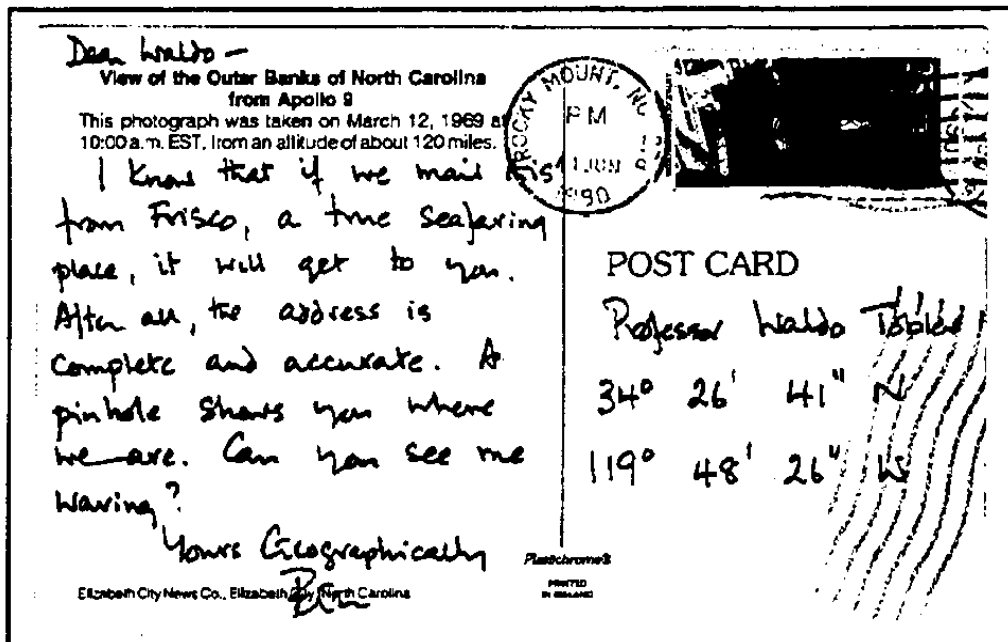 Dear Waldo —
View of the Outer Banks of North Carolina
from Apollo 9
This photograph was taken on March 12, 1969 at
10:00 a.m. EST, from an altitude of about 120 miles.
I know that if we mail this
from Frisco, a true seafaring
place, it will get to you.
After all, the address is
complete and accurate. A
pinhole shows you where
we are. Can you see me
waving?
Yours Geographically
Elizabeth City News Co., Elizabeth City, North Carolina
ROCKY MOUNT, NC
PM
JUN
1990
POST CARD
Professor Waldo Tobler
34° 26' 41" N
119° 48' 26" W
Plastichrome®
PRINTED
IN IRELAND